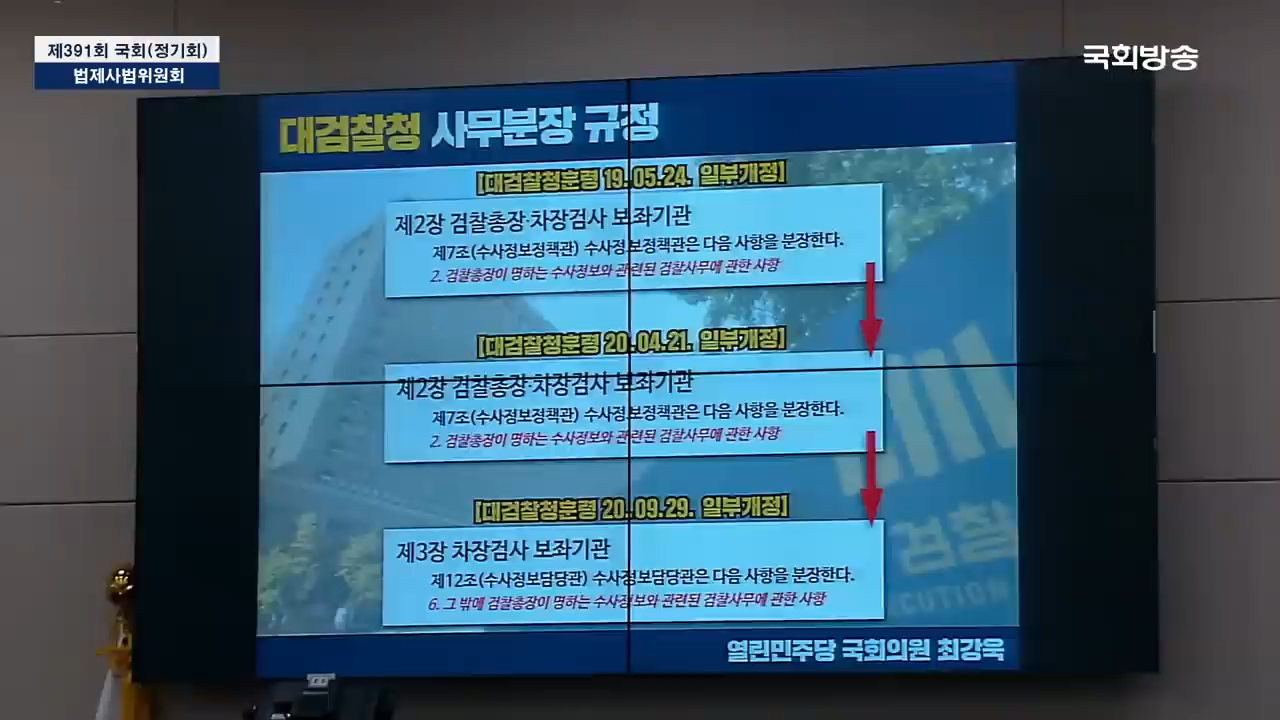 제391회 국회(정기회)
법제사법위원회
국회방송
대검찰청 사무분장 규정
[대검찰청훈령 19. 05. 24. 일부개정]
제2장 검찰총장·차장검사 보좌기관
제7조(수사정보정책관) 수사정보정책관은 다음 사항을 분장한다.
2. 검찰총장이 명하는 수사정보와 관련된 검찰사무에 관한 사항
[대검찰청훈령 20. 04. 21. 일부개정]
제2장 검찰총장·차장검사 보좌기관
제7조(수사정보정책관) 수사정보정책관은 다음 사항을 분장한다.
2. 검찰총장이 명하는 수사정보와 관련된 검찰사무에 관한 사항
[대검찰청훈령 20. 09. 29. 일부개정]
제3장 차장검사 보좌기관
제12조(수사정보담당관) 수사정보담당관은 다음 사항을 분장한다.
6. 그 밖에 검찰총장이 명하는 수사정보와 관련된 검찰사무에 관한 사항
검찰
CUTION
열린민주당 국회의원 최강욱